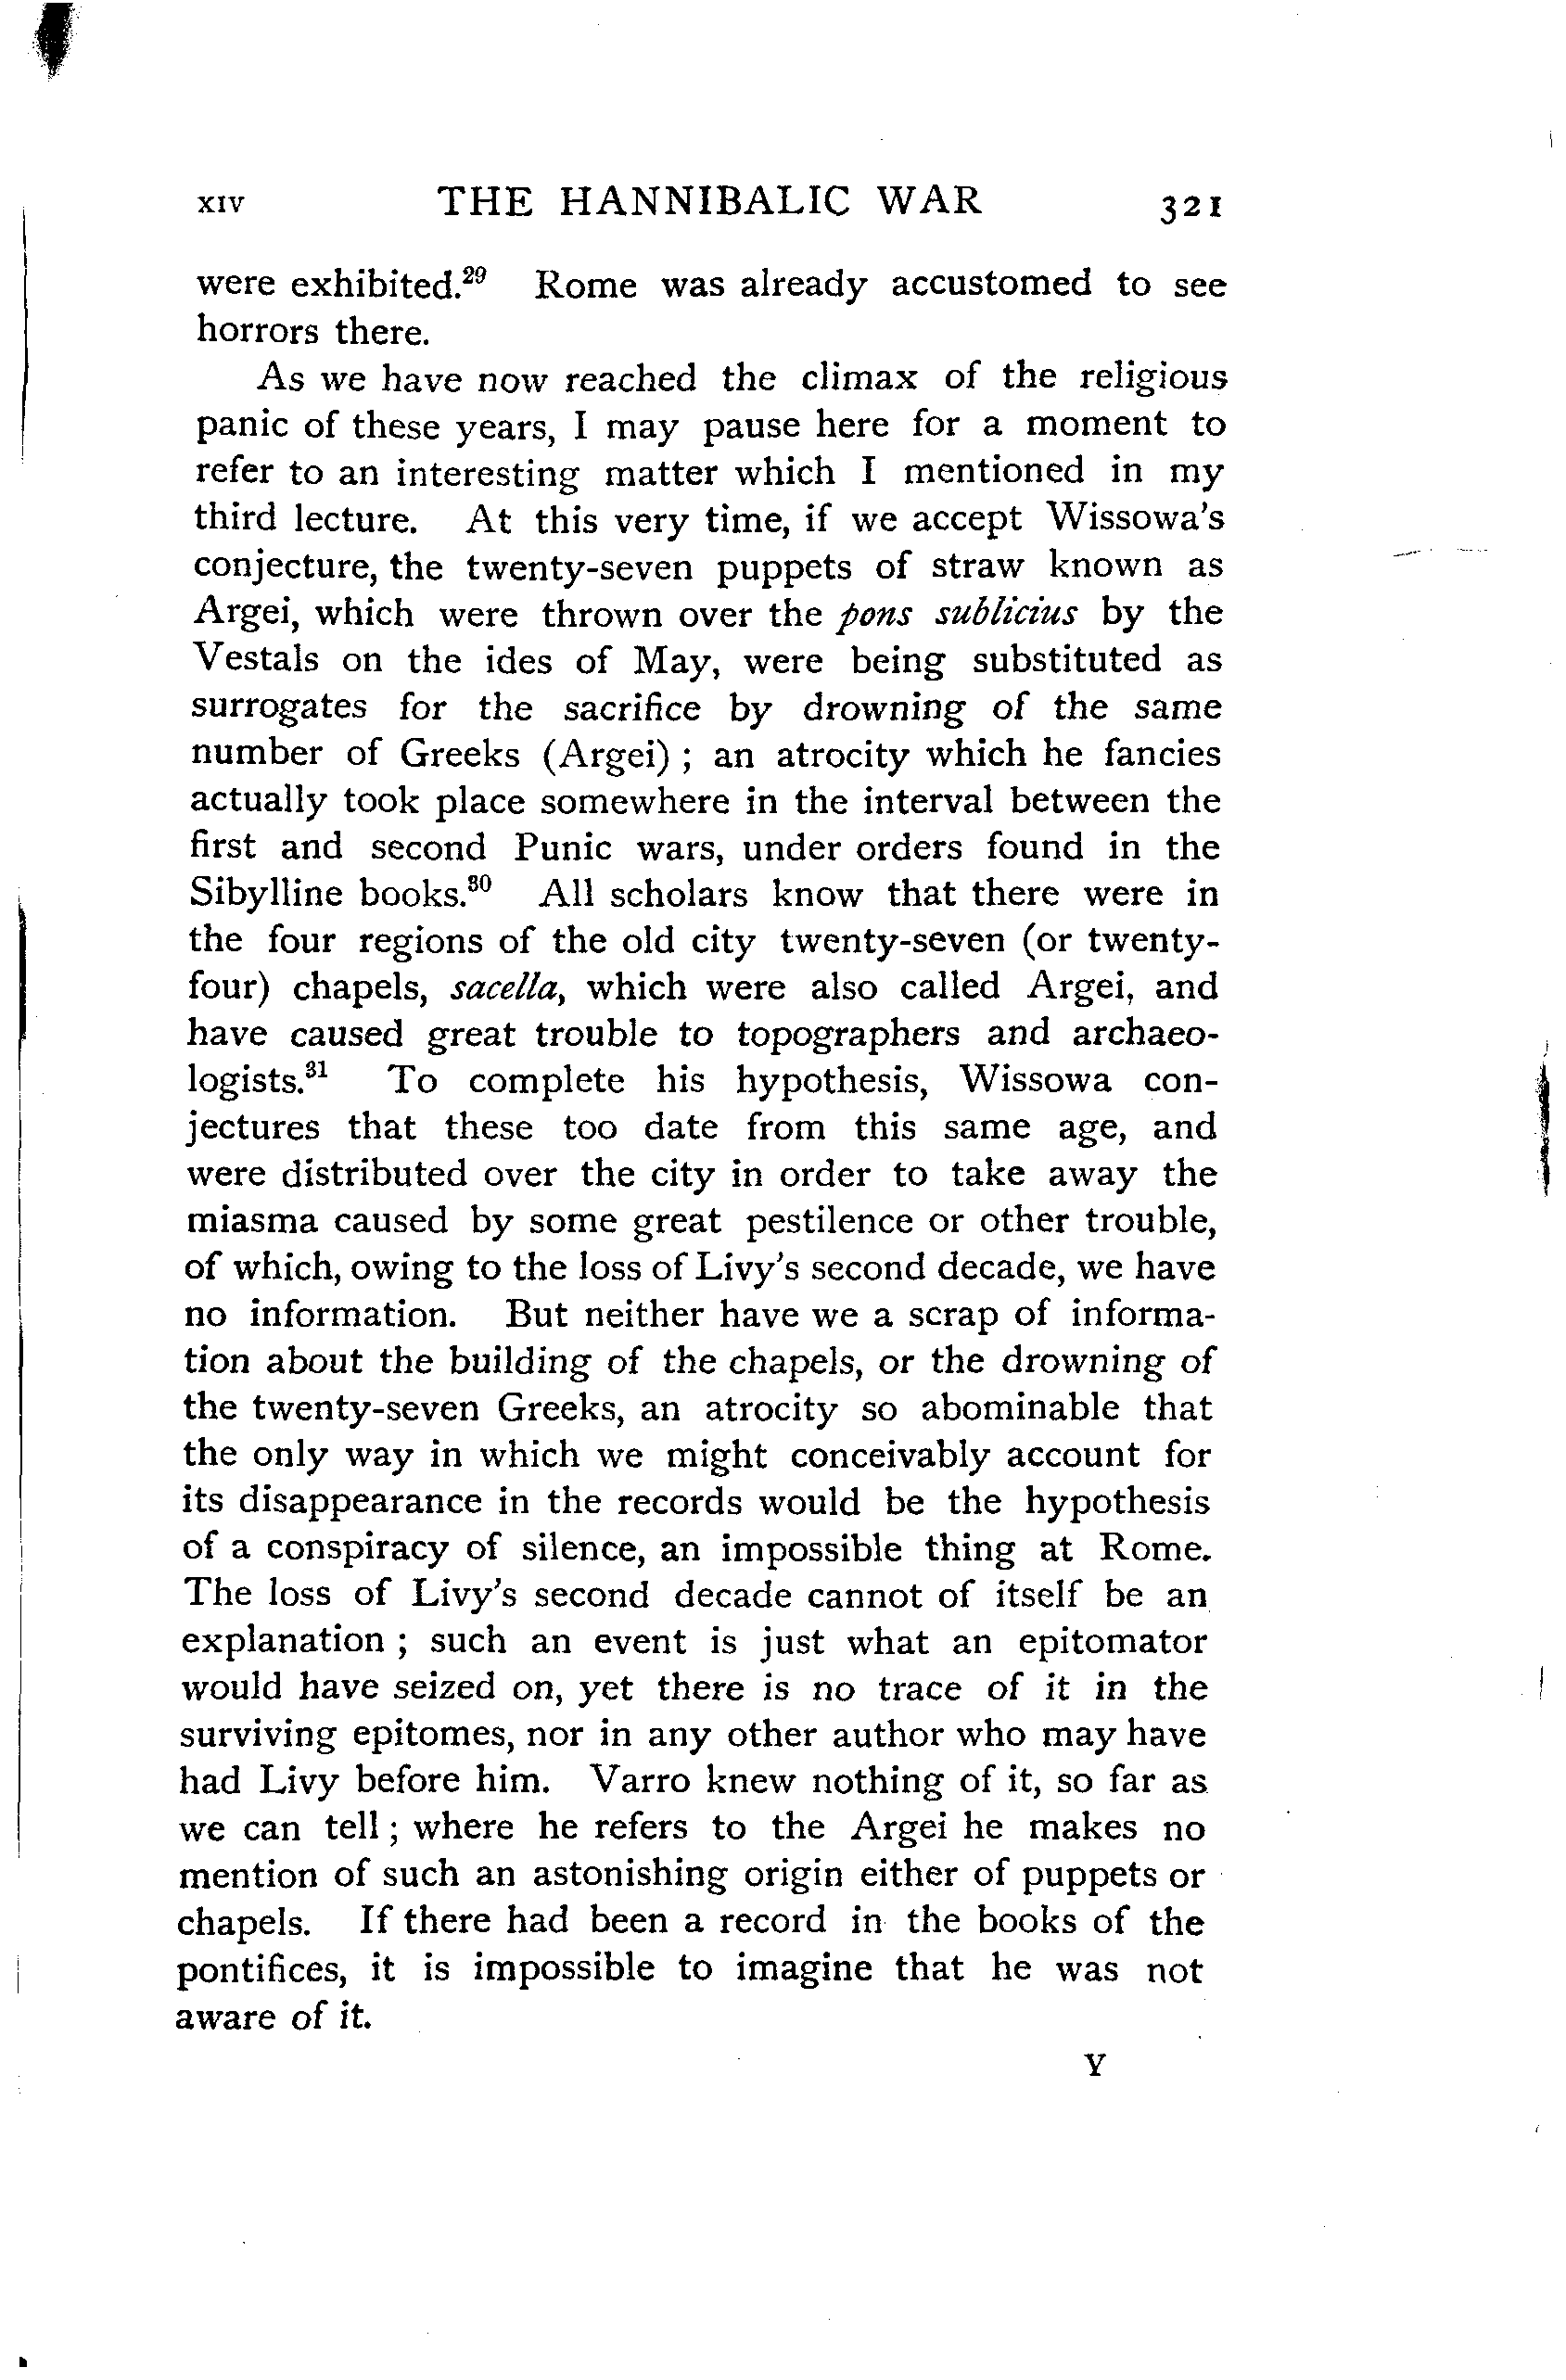 XIV THE HANNIBALIC WAR 321
were exhibited.²⁹ Rome was already accustomed to see
horrors there.
As we have now reached the climax of the religious
panic of these years, I may pause here for a moment to
refer to an interesting matter which I mentioned in my
third lecture. At this very time, if we accept Wissowa's
conjecture, the twenty-seven puppets of straw known as
Argei, which were thrown over the pons sublicius by the
Vestals on the ides of May, were being substituted as
surrogates for the sacrifice by drowning of the same
number of Greeks (Argei) ; an atrocity which he fancies
actually took place somewhere in the interval between the
first and second Punic wars, under orders found in the
Sibylline books.³⁰ All scholars know that there were in
the four regions of the old city twenty-seven (or twenty-
four) chapels, sacella, which were also called Argei, and
have caused great trouble to topographers and archaeo-
logists.³¹ To complete his hypothesis, Wissowa con-
jectures that these too date from this same age, and
were distributed over the city in order to take away the
miasma caused by some great pestilence or other trouble,
of which, owing to the loss of Livy's second decade, we have
no information. But neither have we a scrap of informa-
tion about the building of the chapels, or the drowning of
the twenty-seven Greeks, an atrocity so abominable that
the only way in which we might conceivably account for
its disappearance in the records would be the hypothesis
of a conspiracy of silence, an impossible thing at Rome.
The loss of Livy's second decade cannot of itself be an
explanation ; such an event is just what an epitomator
would have seized on, yet there is no trace of it in the
surviving epitomes, nor in any other author who may have
had Livy before him. Varro knew nothing of it, so far as
we can tell ; where he refers to the Argei he makes no
mention of such an astonishing origin either of puppets or
chapels. If there had been a record in the books of the
pontifices, it is impossible to imagine that he was not
aware of it.
Y